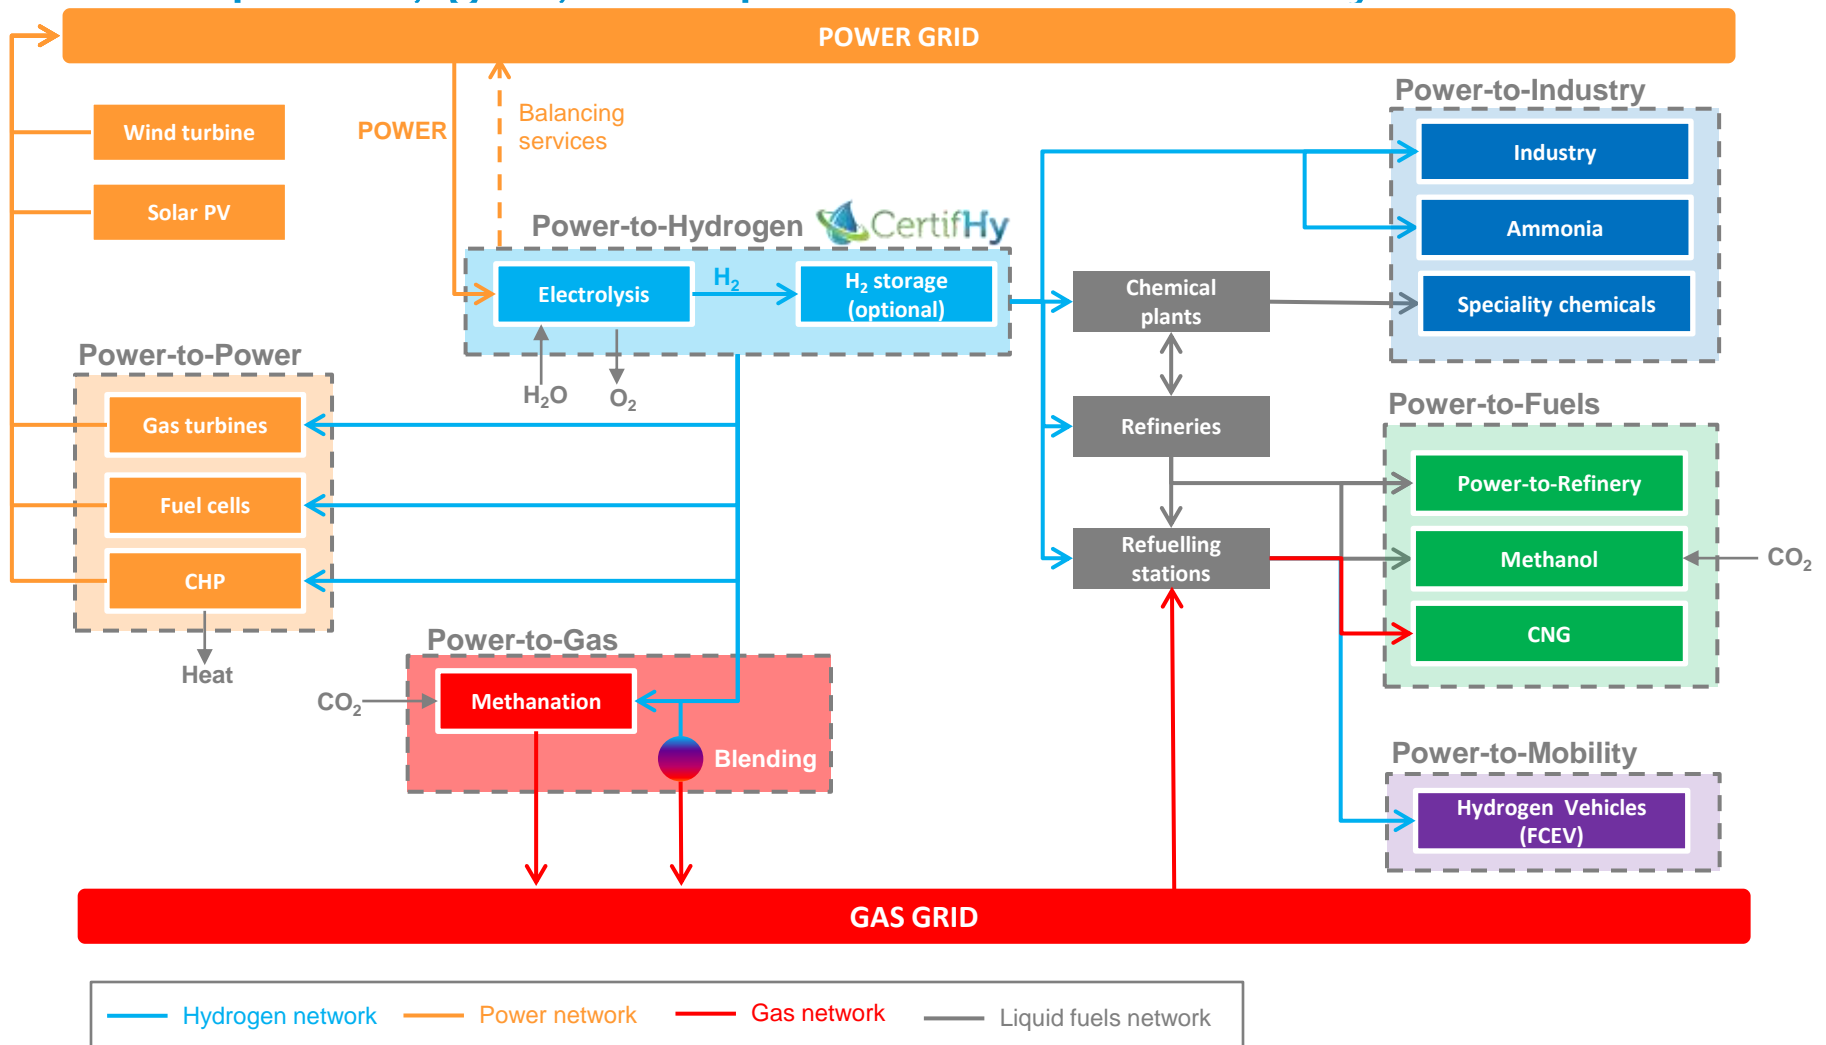 POWER GRID
Wind turbine
Solar PV
POWER
Balancing
services
Power-to-Hydrogen
CertifHy
Electrolysis
H2
H2 storage
(optional)
H2O
O2
Power-to-Power
Gas turbines
Fuel cells
CHP
Heat
Power-to-Gas
CO2
Methanation
Blending
Chemical
plants
Refineries
Refuelling
stations
Power-to-Industry
Industry
Ammonia
Speciality chemicals
Power-to-Fuels
Power-to-Refinery
Methanol
CO2
CNG
Power-to-Mobility
Hydrogen Vehicles
(FCEV)
GAS GRID
Hydrogen network
Power network
Gas network
Liquid fuels network